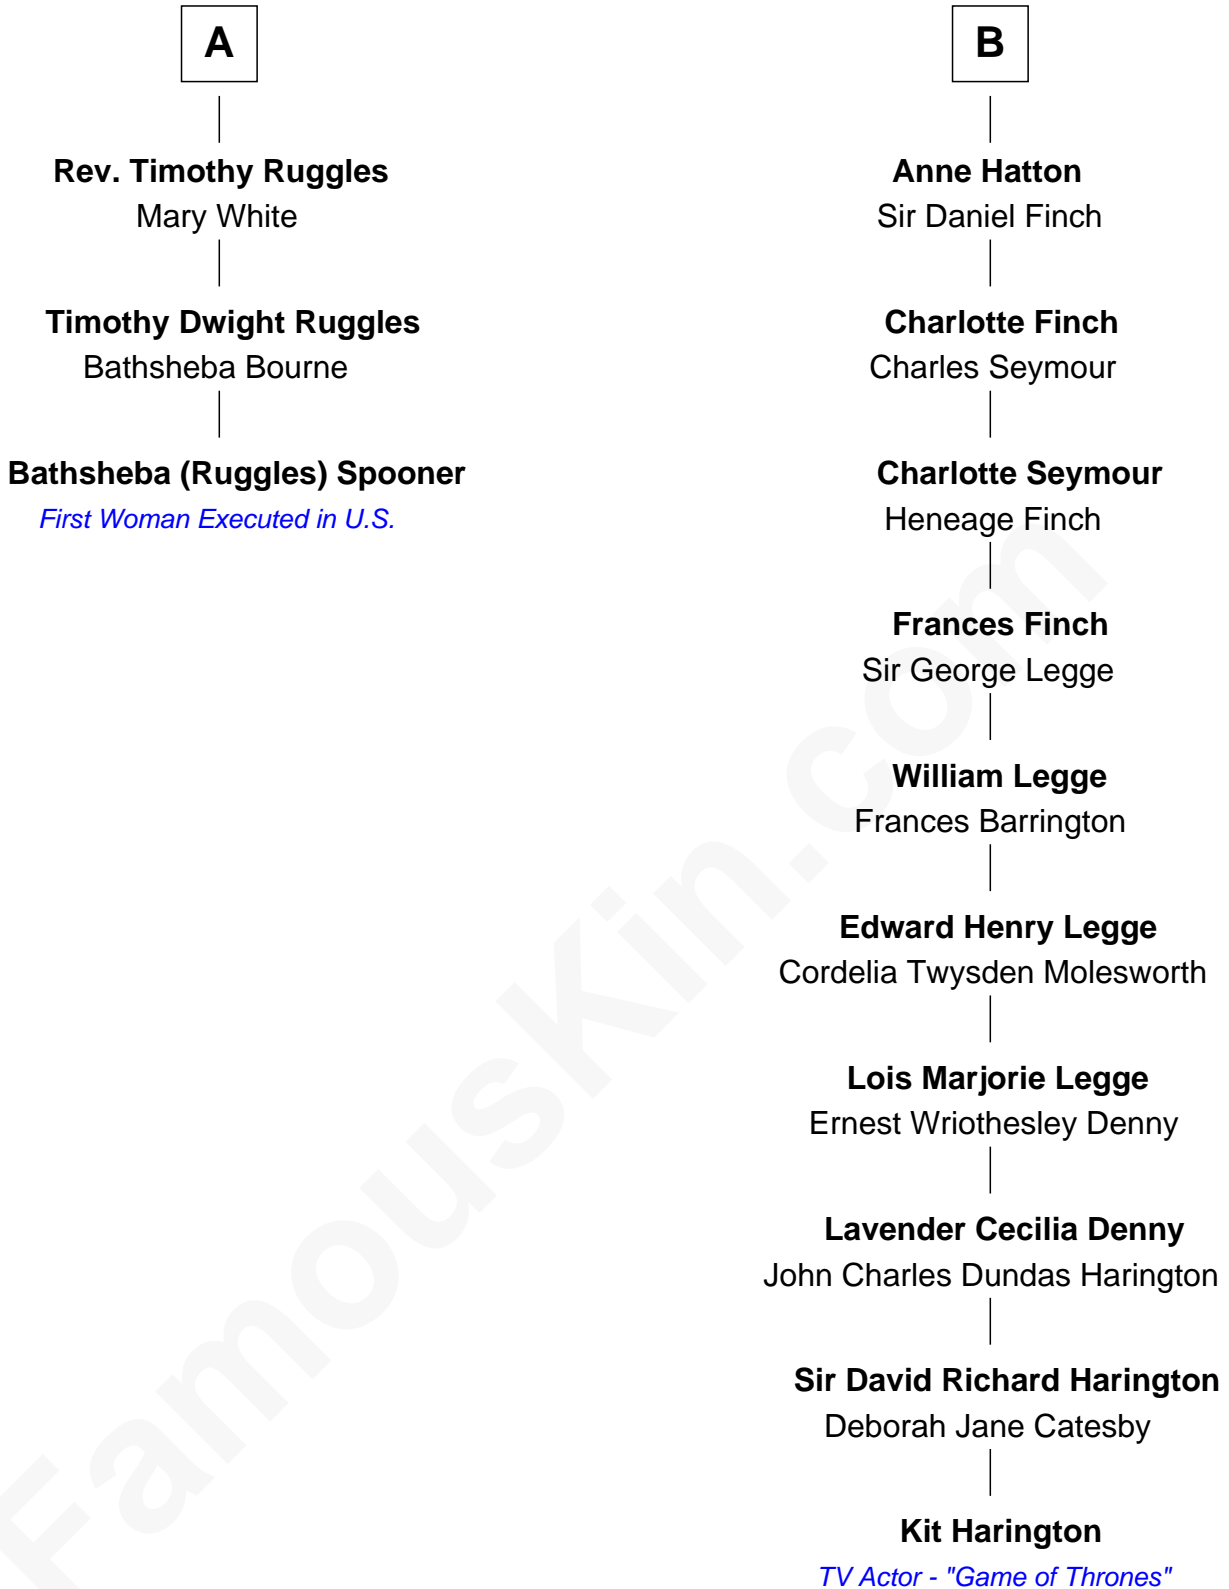 A
Rev. Timothy Ruggles
Mary White
Timothy Dwight Ruggles
Bathsheba Bourne
Bathsheba (Ruggles) Spooner
First Woman Executed in U.S.
B
Anne Hatton
Sir Daniel Finch
Charlotte Finch
Charles Seymour
Charlotte Seymour
Heneage Finch
Frances Finch
Sir George Legge
William Legge
Frances Barrington
Edward Henry Legge
Cordelia Twysden Molesworth
Lois Marjorie Legge
Ernest Wriothesley Denny
Lavender Cecilia Denny
John Charles Dundas Harington
Sir David Richard Harington
Deborah Jane Catesby
Kit Harington
TV Actor - "Game of Thrones"
FamousKin.com